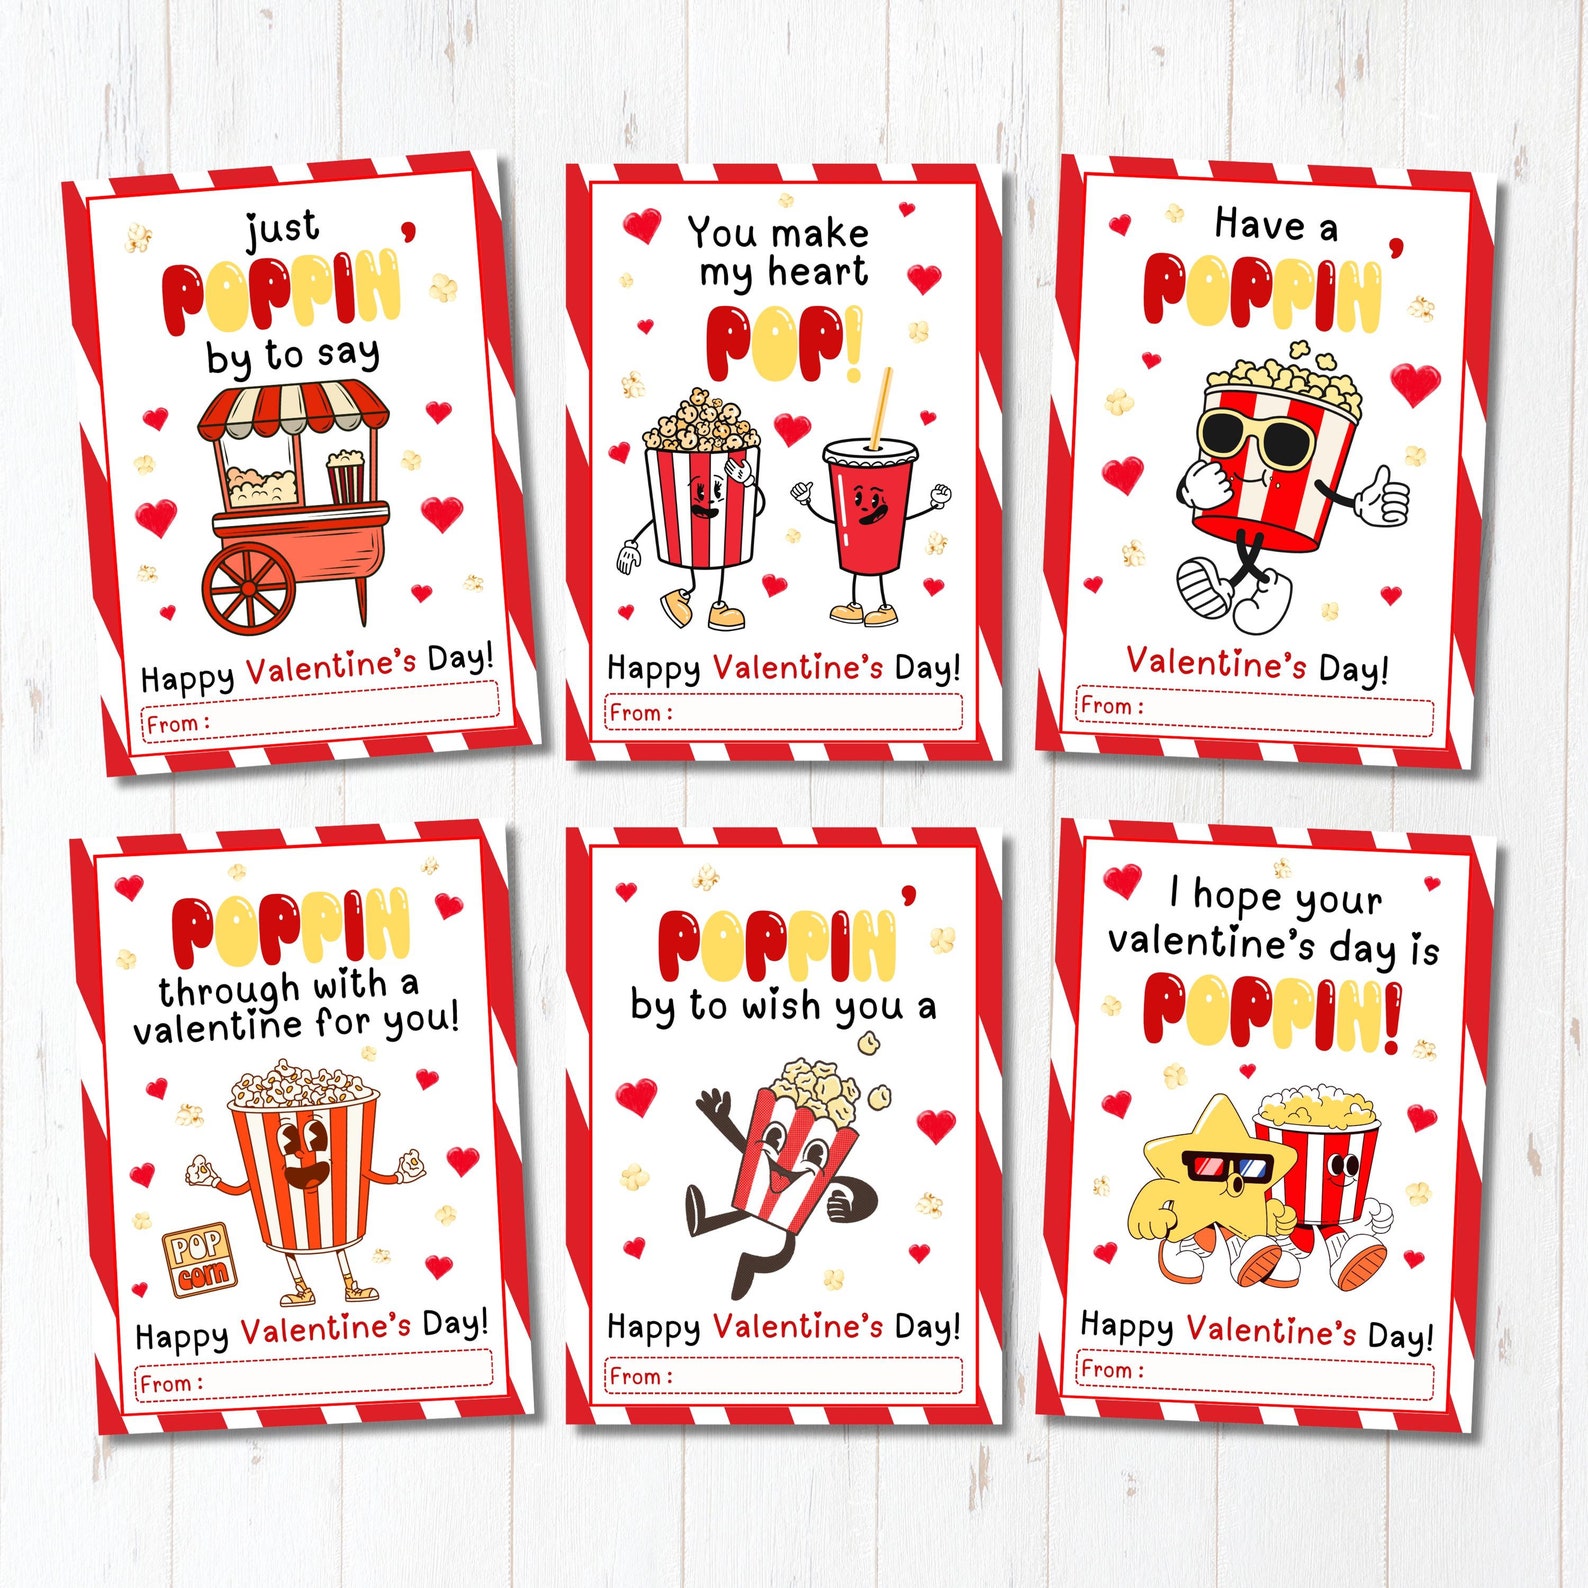 just
POPPIN'
by to say
Happy Valentine's Day!
From :
You make
my heart
POP!
Happy Valentine's Day!
From :
Have a
POPPIN'
Valentine's Day!
From :
POPPIN
through with a
valentine for you!
POP
corn
Happy Valentine's Day!
From :
POPPIN'
by to wish you a
Happy Valentine's Day!
From :
I hope your
valentine's day is
POPPIN!
Happy Valentine's Day!
From :